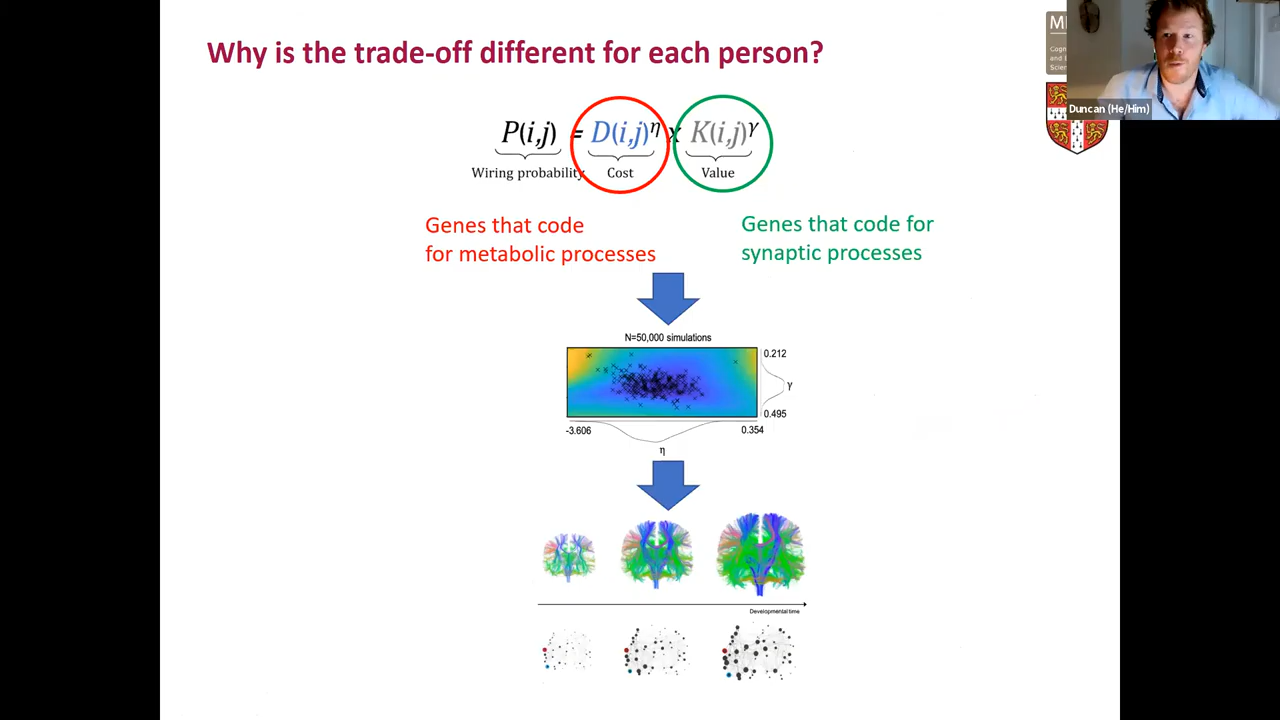 Why is the trade-off different for each person?
P(i,j) = D(i,j)^η x K(i,j)^γ
Wiring probability Cost Value
Genes that code
for metabolic processes
Genes that code for
synaptic processes
N=50,000 simulations
0.212
γ
0.495
-3.606 0.354
η
Developmental time
Duncan (He/Him)